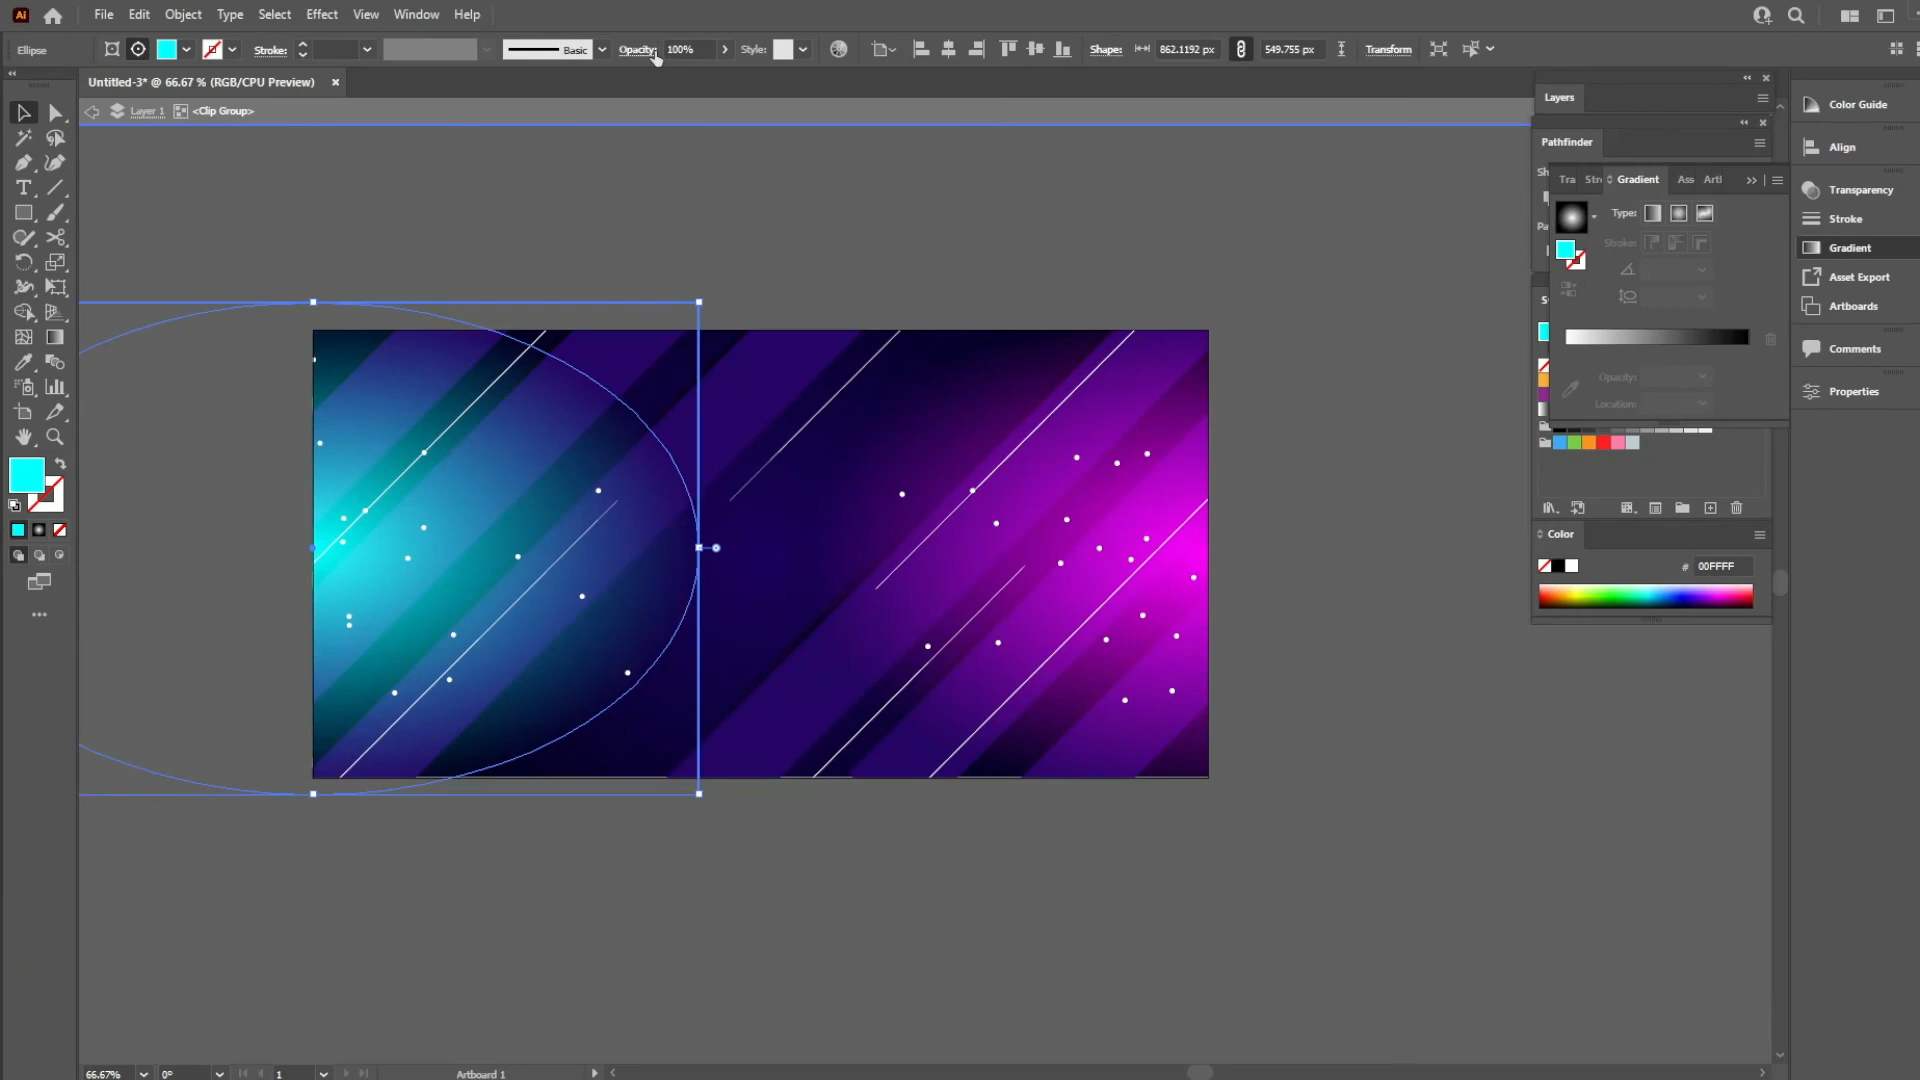 Ai File Edit Object Select Effect Type View Window Help
Ellipse Stroke: Basic Opacity: 100% Style: Shape: 862.1192 px 549.755 px Transform
Untitled-3* @ 66.67 % (RGB/CPU Preview) ×
Layer 1 <Clip Group>
Layers
Pathfinder
Tra Str Gradient Ass Artl
Type:
Stroke:
Opacity:
Location:
Color
# 00FFFF
Color Guide
Align
Transparency
Stroke
Gradient
Asset Export
Artboards
Comments
Properties
66.67% 0° 1 Artboard 1